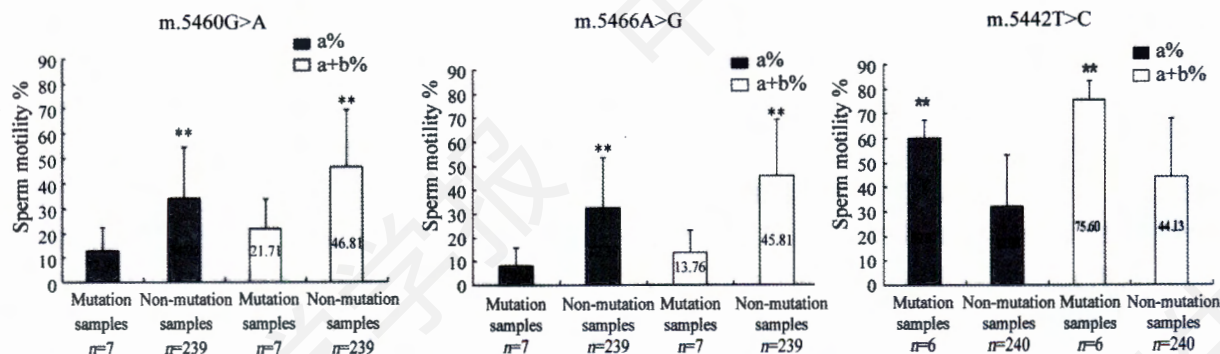 m.5460G>A
a%
a+b%
Sperm motility %
90
80
70
60
50
40
30
20
10
0
**
**
21.71
46.81
Mutation samples n=7
Non-mutation samples n=239
Mutation samples n=7
Non-mutation samples n=239
m.5466A>G
a%
a+b%
Sperm motility %
90
80
70
60
50
40
30
20
10
0
**
**
13.76
45.81
Mutation samples n=7
Non-mutation samples n=239
Mutation samples n=7
Non-mutation samples n=239
m.5442T>C
a%
a+b%
Sperm motility %
90
80
70
60
50
40
30
20
10
0
**
**
75.60
44.13
Mutation samples n=6
Non-mutation samples n=240
Mutation samples n=6
Non-mutation samples n=240
学报